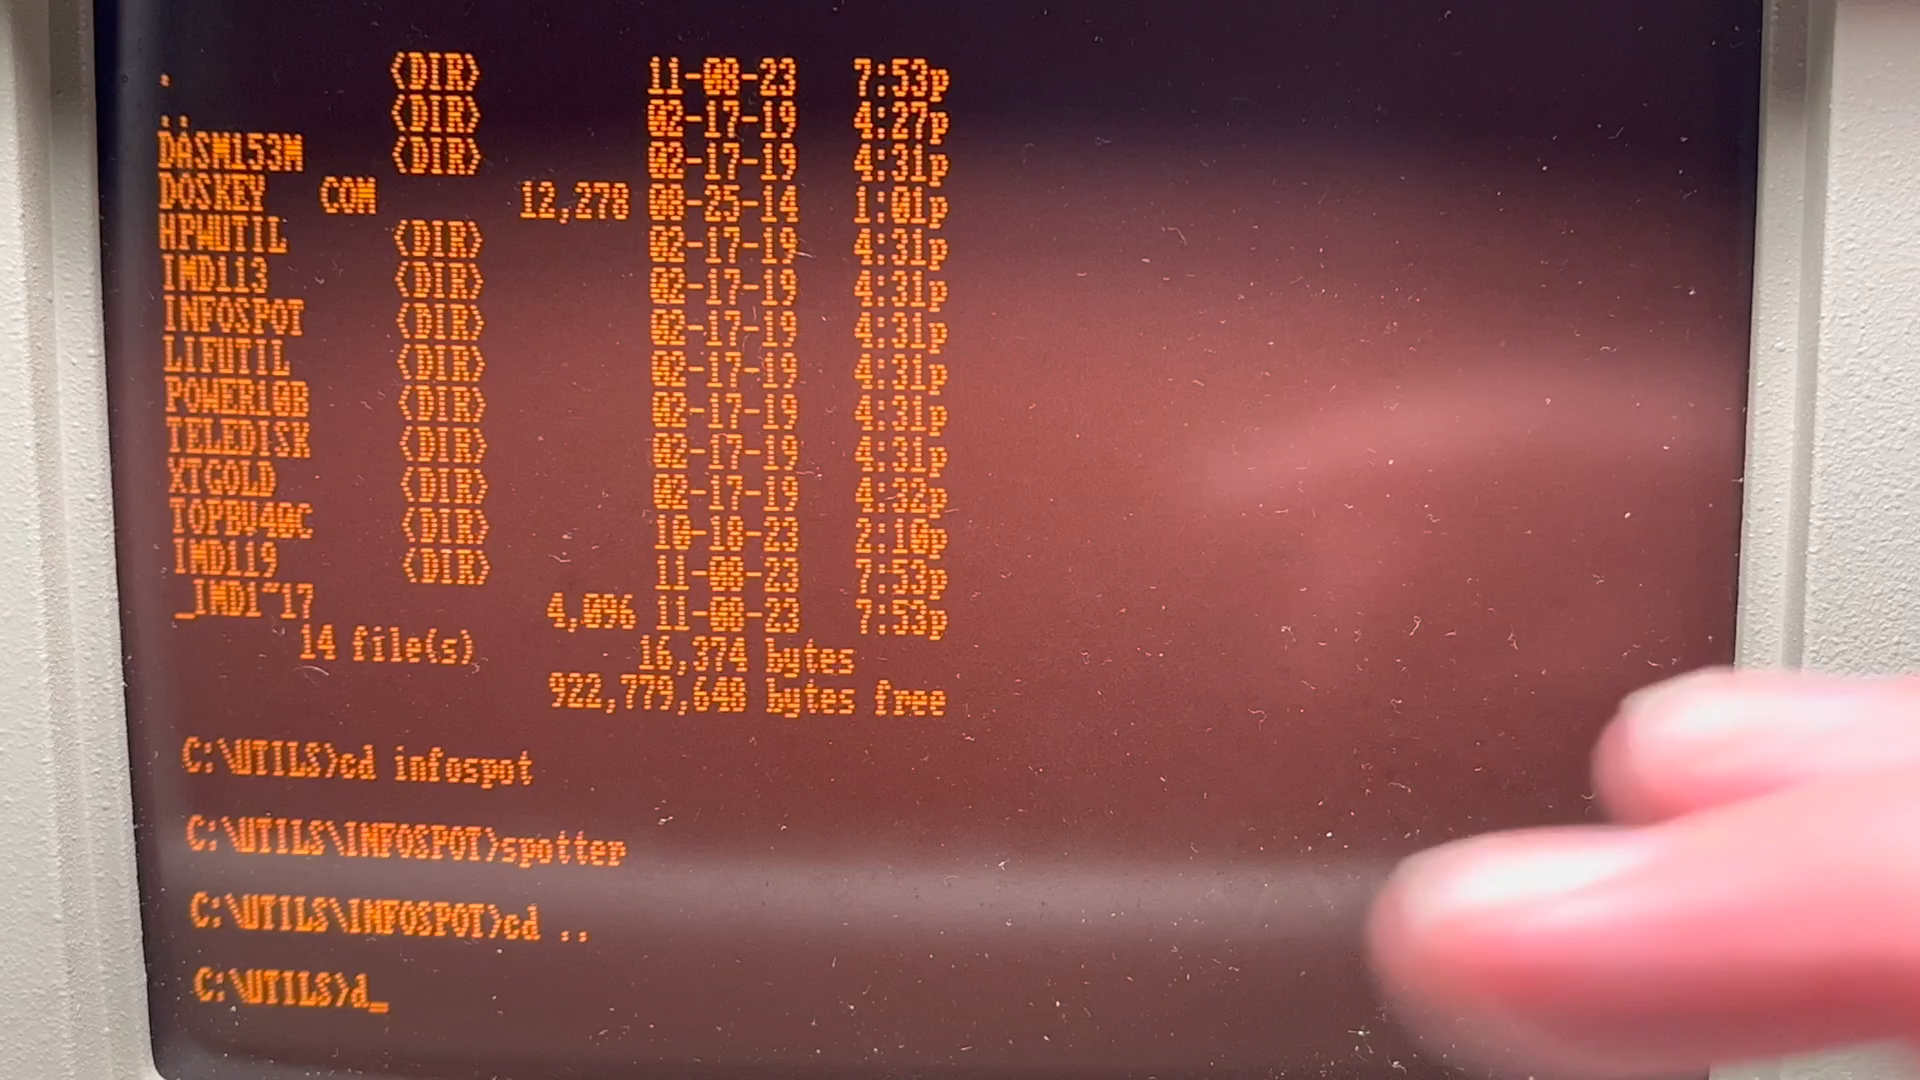 . <DIR> 11-08-23 7:53p
.. <DIR> 02-17-19 4:27p
DASM153M <DIR> 02-17-19 4:31p
DOSKEY COM 12,278 08-25-14 1:01p
HPWUTIL <DIR> 02-17-19 4:31p
IMD113 <DIR> 02-17-19 4:31p
INFOSPOT <DIR> 02-17-19 4:31p
LIFUTIL <DIR> 02-17-19 4:31p
POWER10B <DIR> 02-17-19 4:31p
TELEDISK <DIR> 02-17-19 4:31p
XTGOLD <DIR> 02-17-19 4:32p
TOPBV40C <DIR> 10-18-23 2:10p
IMD119 <DIR> 11-08-23 7:53p
_IMD1~17 4,096 11-08-23 7:53p
14 file(s) 16,374 bytes
922,779,648 bytes free
C:\UTILS>cd infospot
C:\UTILS\INFOSPOT>spotter
C:\UTILS\INFOSPOT>cd ..
C:\UTILS>d_